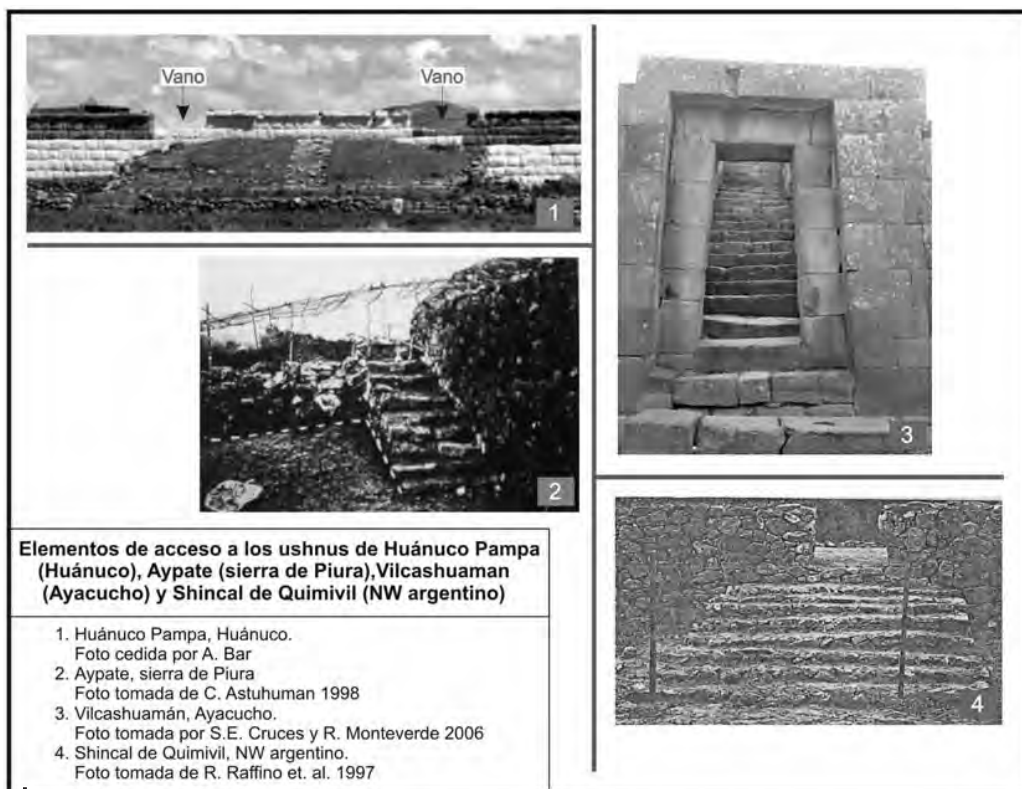 Vano
Vano
1
2
3
4
Elementos de acceso a los ushnus de Huánuco Pampa
(Huánuco), Aypate (sierra de Piura),Vilcashuaman
(Ayacucho) y Shincal de Quimivil (NW argentino)
1. Huánuco Pampa, Huánuco.
Foto cedida por A. Bar
2. Aypate, sierra de Piura
Foto tomada de C. Astuhuman 1998
3. Vilcashuamán, Ayacucho.
Foto tomada por S.E. Cruces y R. Monteverde 2006
4. Shincal de Quimivil, NW argentino.
Foto tomada de R. Raffino et. al. 1997